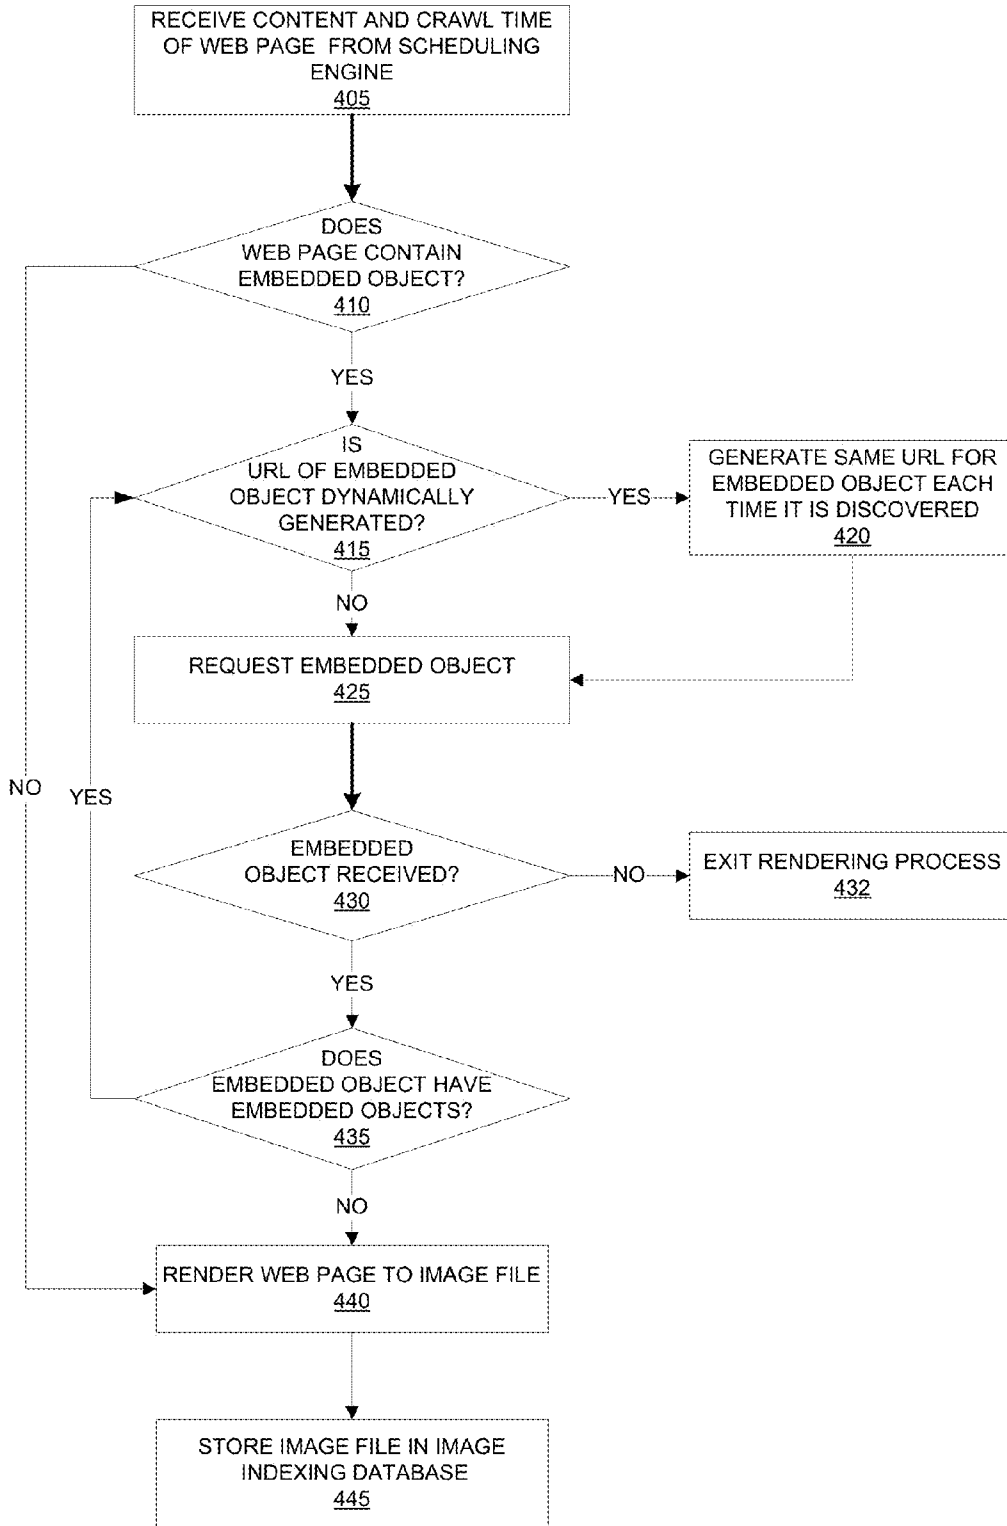 RECEIVE CONTENT AND CRAWL TIME
OF WEB PAGE FROM SCHEDULING
ENGINE
405
DOES
WEB PAGE CONTAIN
EMBEDDED OBJECT?
410
YES
IS
URL OF EMBEDDED
OBJECT DYNAMICALLY
GENERATED?
415
YES
GENERATE SAME URL FOR
EMBEDDED OBJECT EACH
TIME IT IS DISCOVERED
420
NO
REQUEST EMBEDDED OBJECT
425
NO
YES
EMBEDDED
OBJECT RECEIVED?
430
NO
EXIT RENDERING PROCESS
432
YES
DOES
EMBEDDED OBJECT HAVE
EMBEDDED OBJECTS?
435
NO
RENDER WEB PAGE TO IMAGE FILE
440
STORE IMAGE FILE IN IMAGE
INDEXING DATABASE
445